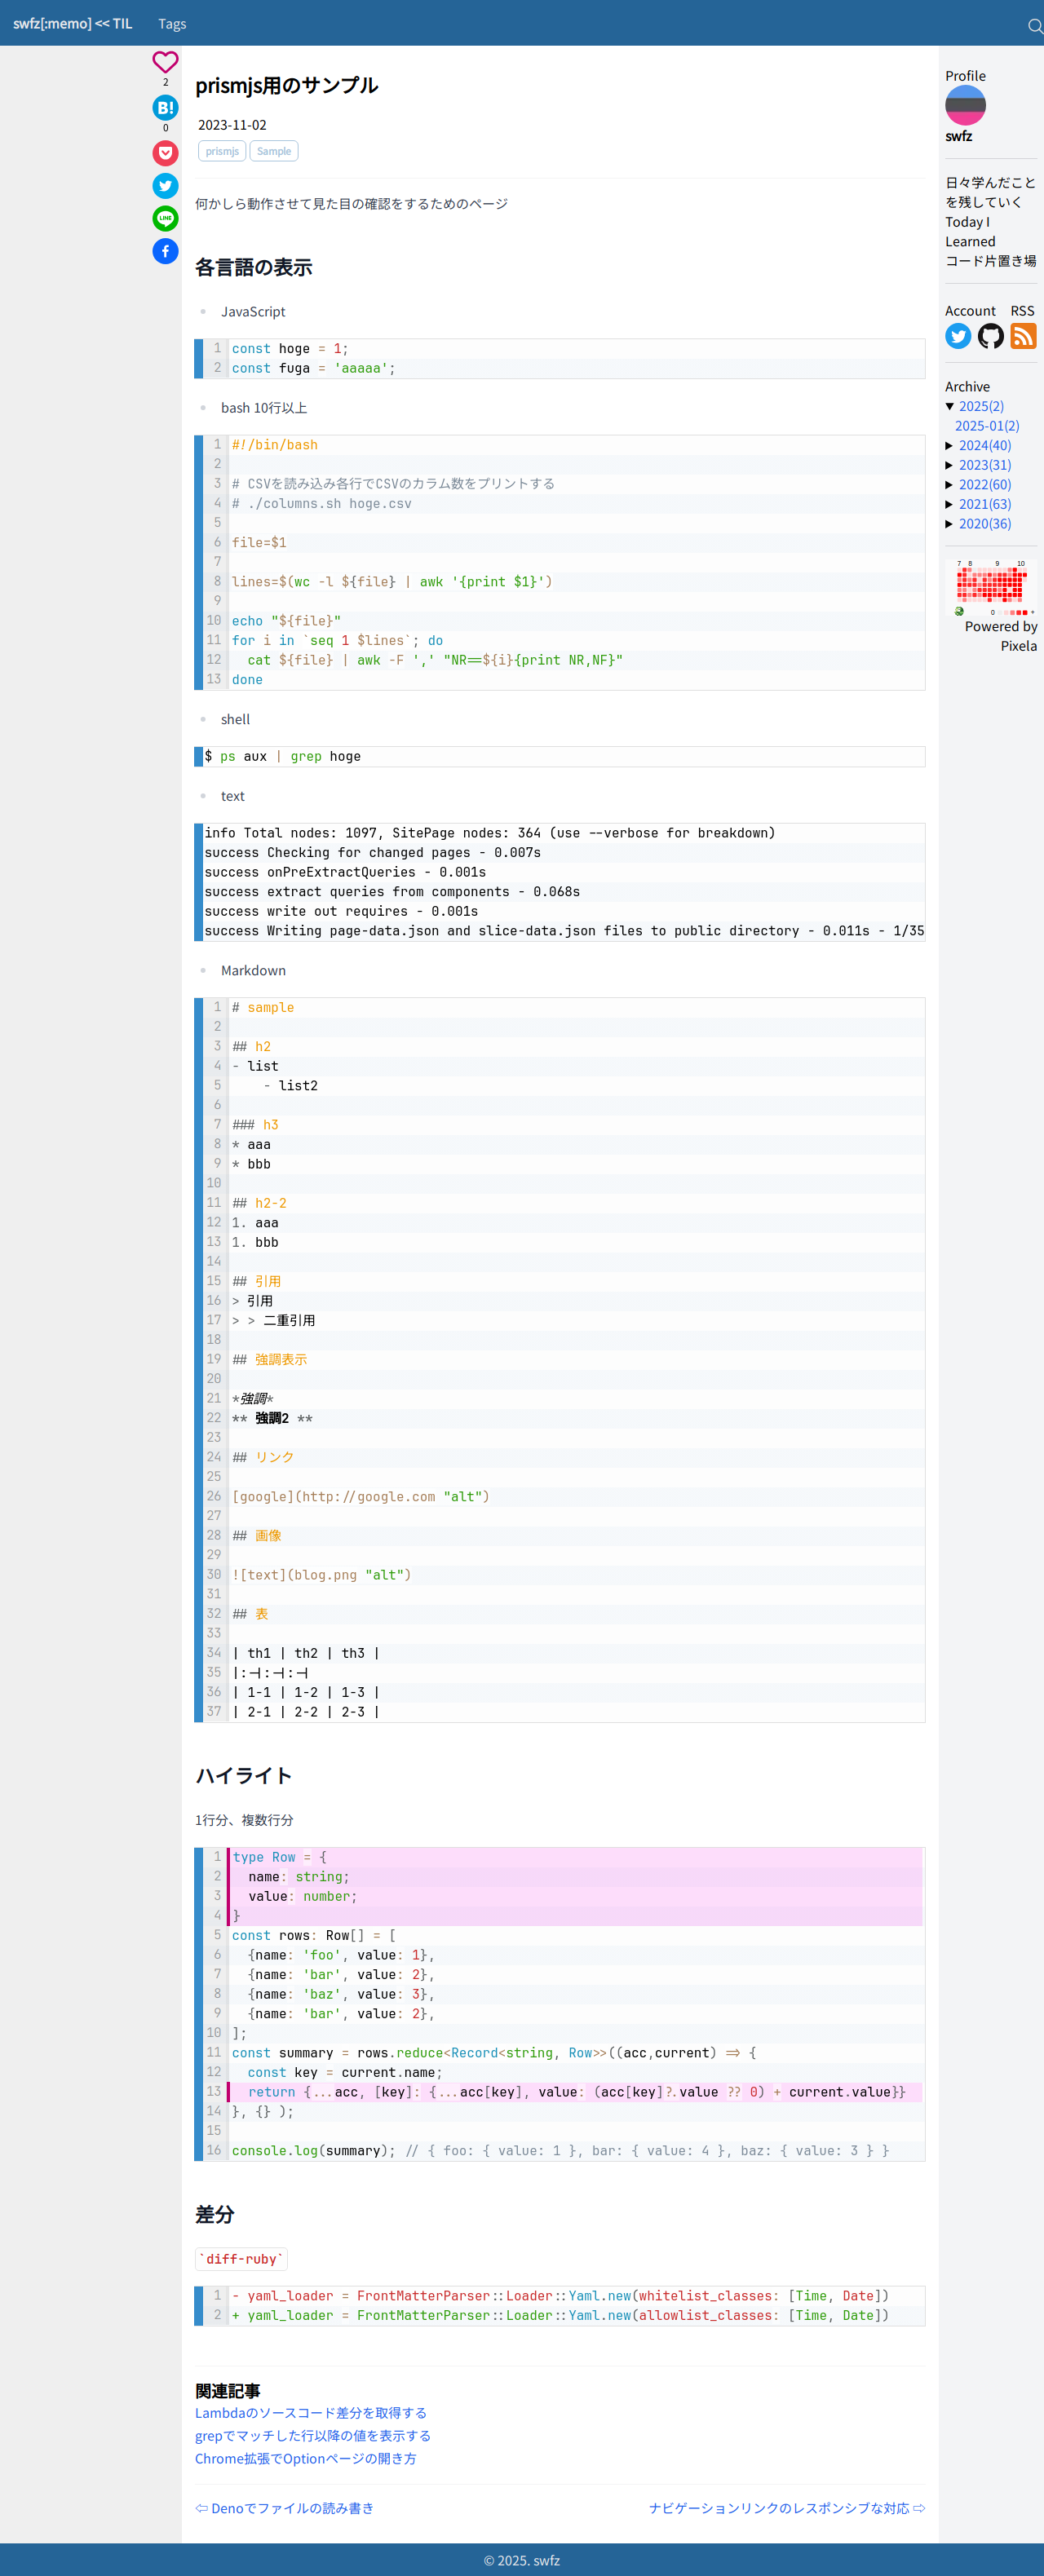 swfz[:memo] << TIL
Tags
2
B!
0
LINE
prismjs用のサンプル
2023-11-02
prismjs Sample
何かしら動作させて見た目の確認をするためのページ
各言語の表示
JavaScript
1 const hoge = 1;
2 const fuga = 'aaaaa';
bash 10行以上
1 #!/bin/bash
2
3 # CSVを読み込み各行でCSVのカラム数をプリントする
4 # ./columns.sh hoge.csv
5
6 file=$1
7
8 lines=$(wc -l ${file} | awk '{print $1}')
9
10 echo "${file}"
11 for i in `seq 1 $lines`; do
12   cat ${file} | awk -F ',' "NR==${i}{print NR,NF}"
13 done
shell
$ ps aux | grep hoge
text
info Total nodes: 1097, SitePage nodes: 364 (use --verbose for breakdown)
success Checking for changed pages - 0.007s
success onPreExtractQueries - 0.001s
success extract queries from components - 0.068s
success write out requires - 0.001s
success Writing page-data.json and slice-data.json files to public directory - 0.011s - 1/35
Markdown
1 # sample
2
3 ## h2
4 - list
5     - list2
6
7 ### h3
8 * aaa
9 * bbb
10
11 ## h2-2
12 1. aaa
13 1. bbb
14
15 ## 引用
16 > 引用
17 > > 二重引用
18
19 ## 強調表示
20
21 *強調*
22 ** 強調2 **
23
24 ## リンク
25
26 [google](http://google.com "alt")
27
28 ## 画像
29
30 ![text](blog.png "alt")
31
32 ## 表
33
34 | th1 | th2 | th3 |
35 |:-|:-|:-|
36 | 1-1 | 1-2 | 1-3 |
37 | 2-1 | 2-2 | 2-3 |
ハイライト
1行分、複数行分
1 type Row = {
2   name: string;
3   value: number;
4 }
5 const rows: Row[] = [
6   {name: 'foo', value: 1},
7   {name: 'bar', value: 2},
8   {name: 'baz', value: 3},
9   {name: 'bar', value: 2},
10 ];
11 const summary = rows.reduce<Record<string, Row>>((acc,current) => {
12   const key = current.name;
13   return {...acc, [key]: {...acc[key], value: (acc[key]?.value ?? 0) + current.value}}
14 }, {} );
15
16 console.log(summary); // { foo: { value: 1 }, bar: { value: 4 }, baz: { value: 3 } }
差分
`diff-ruby`
1 - yaml_loader = FrontMatterParser::Loader::Yaml.new(whitelist_classes: [Time, Date])
2 + yaml_loader = FrontMatterParser::Loader::Yaml.new(allowlist_classes: [Time, Date])
関連記事
Lambdaのソースコード差分を取得する
grepでマッチした行以降の値を表示する
Chrome拡張でOptionページの開き方
⇦ Denoでファイルの読み書き
ナビゲーションリンクのレスポンシブな対応 ⇨
Profile
swfz
日々学んだこと
を残していく
Today I
Learned
コード片置き場
Account RSS
Archive
▼ 2025(2)
2025-01(2)
▶ 2024(40)
▶ 2023(31)
▶ 2022(60)
▶ 2021(63)
▶ 2020(36)
7 8 9 10
0 +
Powered by
Pixela
© 2025. swfz